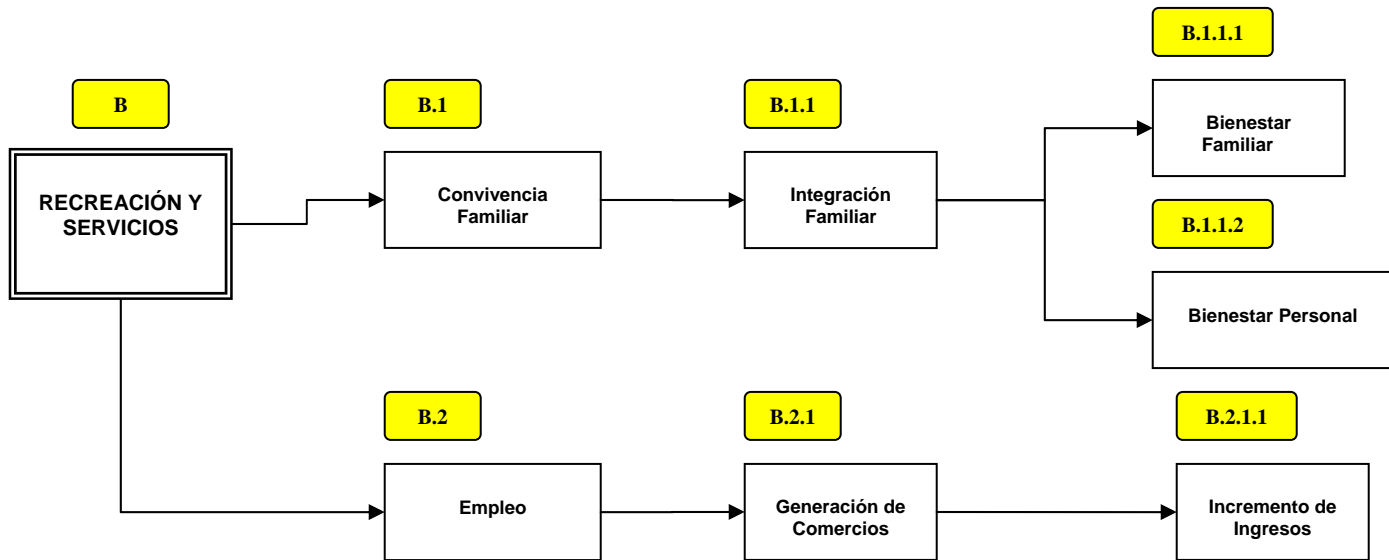 B.1.1.1
B
B.1
B.1.1
Bienestar
Familiar
RECREACIÓN Y
SERVICIOS
Convivencia
Familiar
Integración
Familiar
B.1.1.2
Bienestar Personal
B.2
B.2.1
B.2.1.1
Empleo
Generación de
Comercios
Incremento de
Ingresos